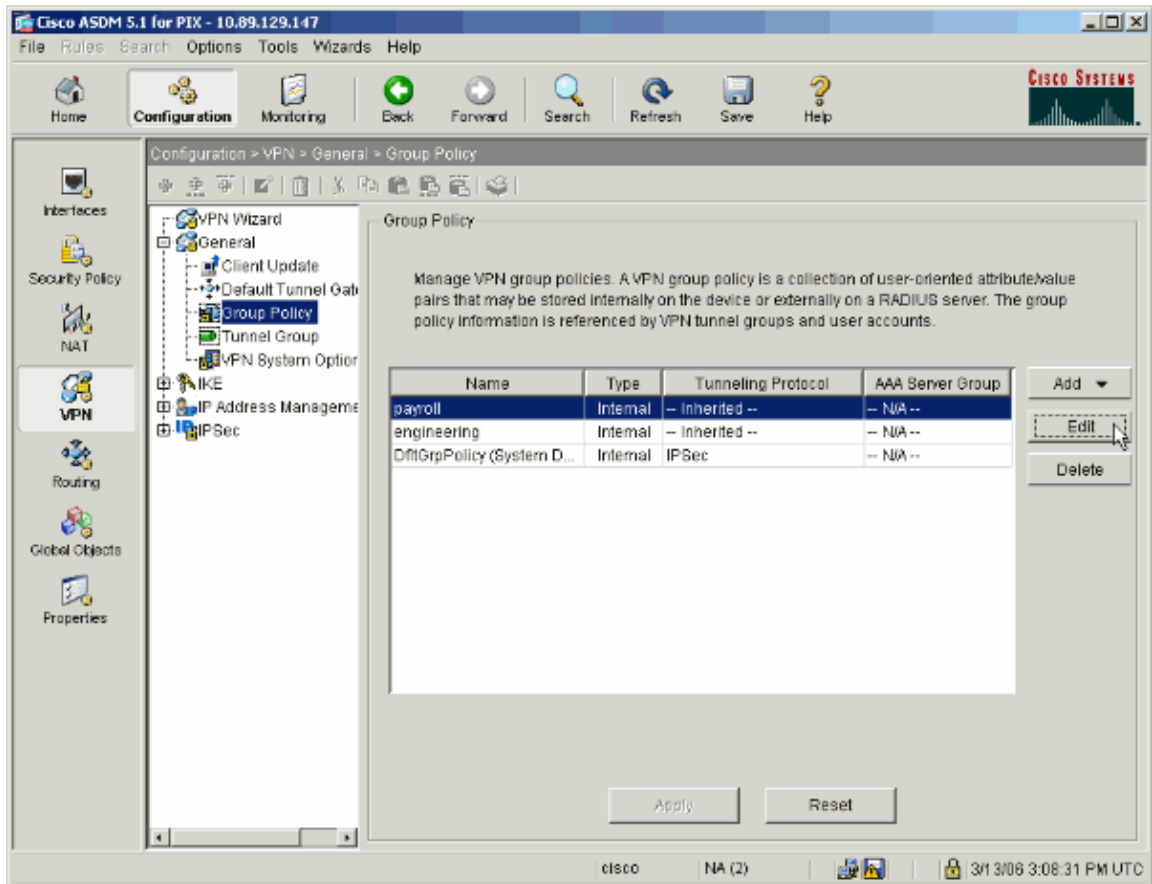 Cisco ASDM 5.1 for PIX - 10.89.129.147
File Rules Search Options Tools Wizards Help
Home Configuration Monitoring Back Forward Search Refresh Save Help
CISCO SYSTEMS
Configuration > VPN > General > Group Policy
Interfaces
Security Policy
NAT
VPN
Routing
Global Objects
Properties
VPN Wizard
General
Client Update
Default Tunnel Gat
Group Policy
Tunnel Group
VPN System Option
IKE
IP Address Manageme
IPSec
Group Policy
Manage VPN group policies. A VPN group policy is a collection of user-oriented attribute/value
pairs that may be stored internally on the device or externally on a RADIUS server. The group
policy information is referenced by VPN tunnel groups and user accounts.
Name Type Tunneling Protocol AAA Server Group
payroll Internal -- Inherited -- -- N/A --
engineering Internal -- Inherited -- -- N/A --
DfltGrpPolicy (System D... Internal IPSec -- N/A --
Add
Edit
Delete
Apply Reset
cisco NA (2) 3/13/06 3:08:31 PM UTC